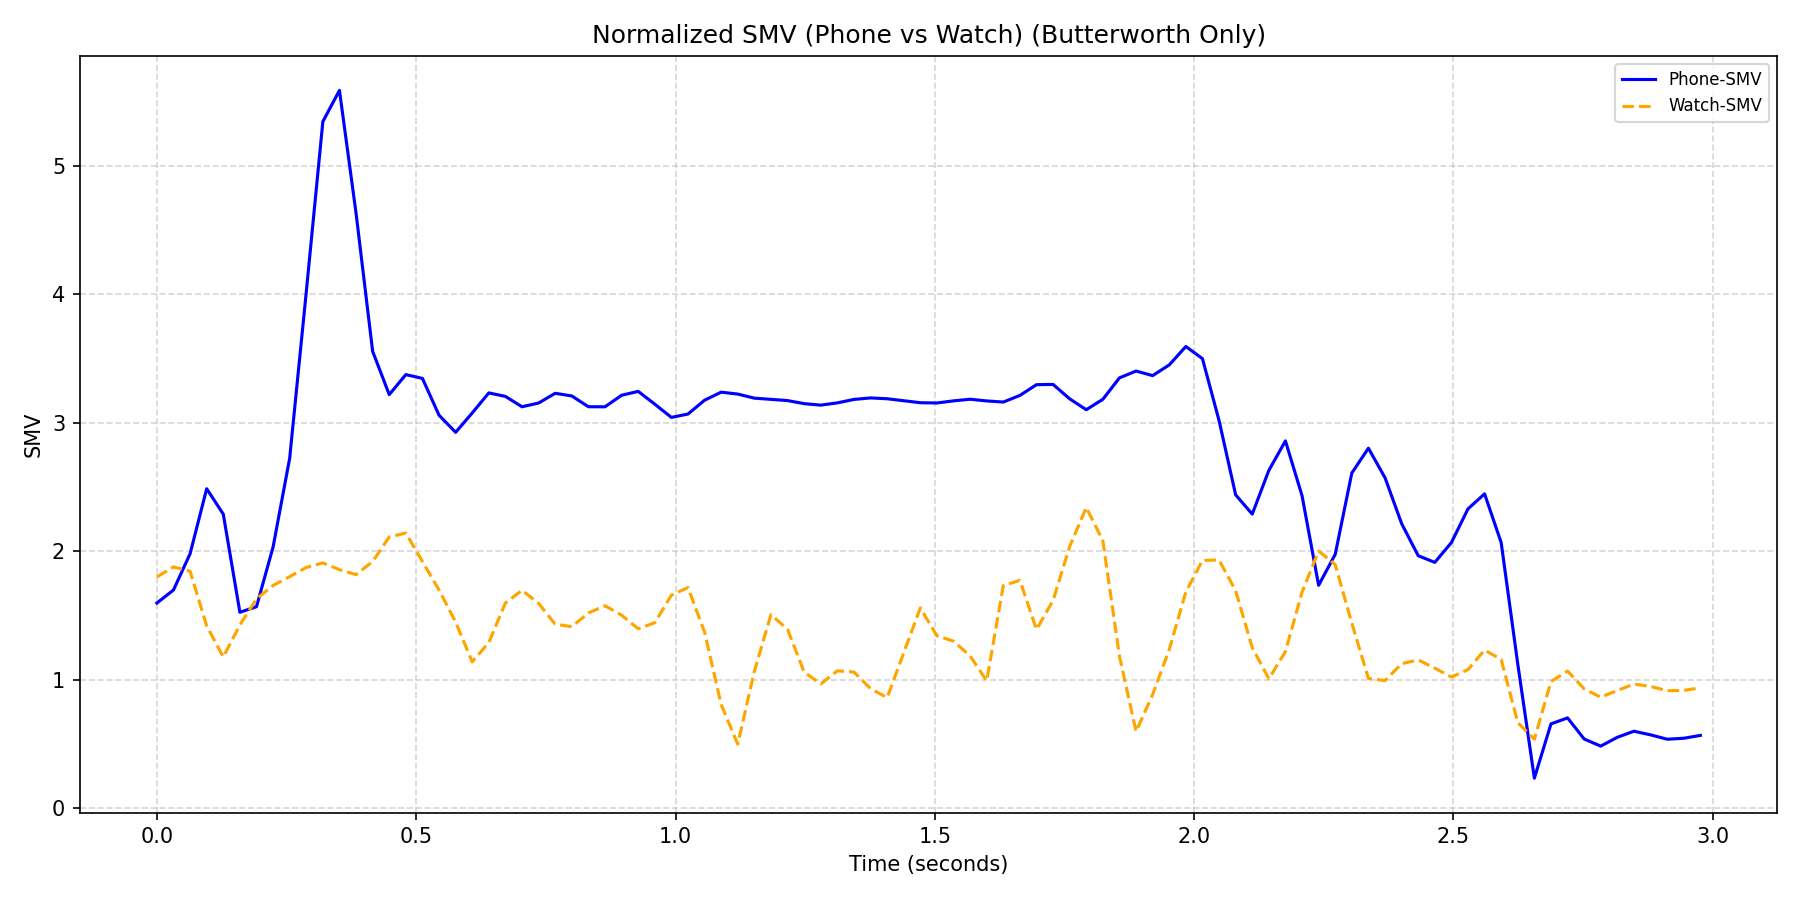 Normalized SMV (Phone vs Watch) (Butterworth Only)
Phone-SMV
Watch-SMV
5
4
3
2
1
0
SMV
0.0 0.5 1.0 1.5 2.0 2.5 3.0
Time (seconds)